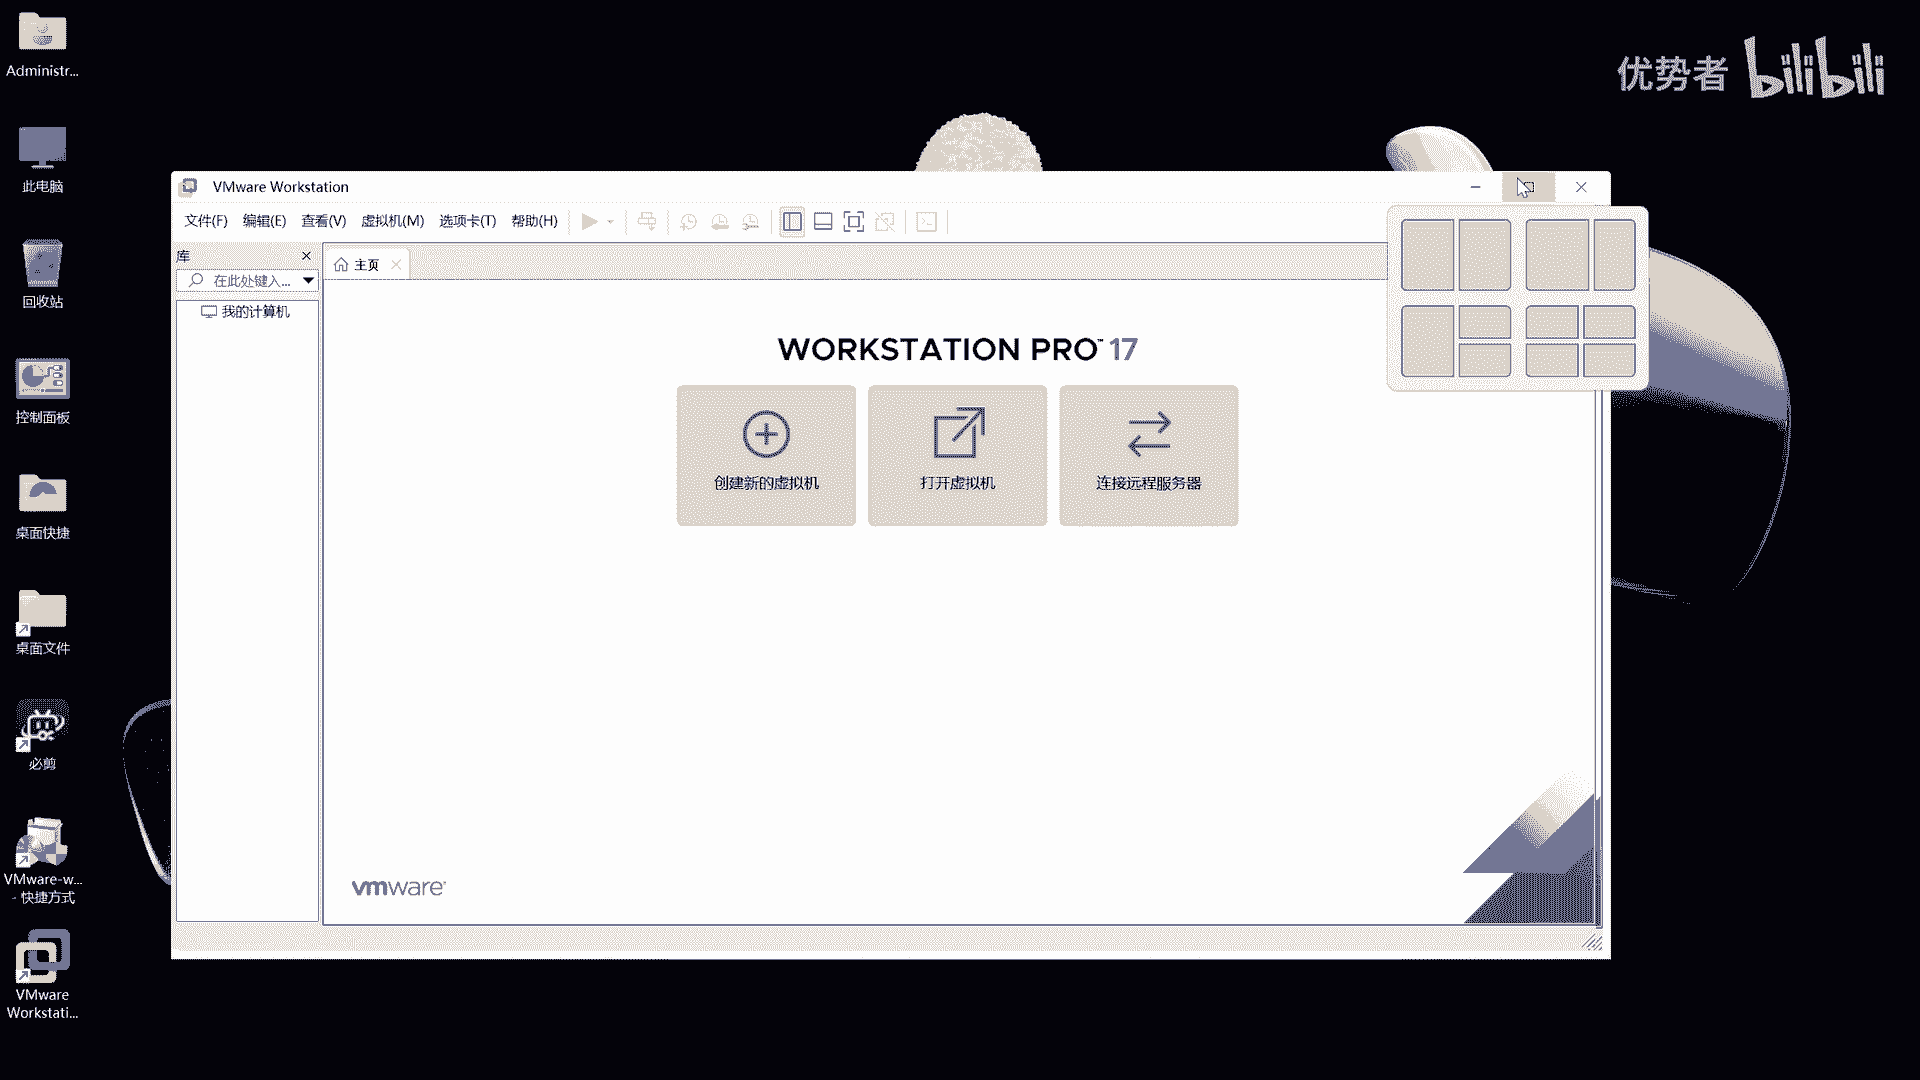 Administr...
此电脑
回收站
控制面板
桌面快捷
桌面文件
必剪
VMware-w...
- 快捷方式
VMware
Workstati...
优势者 bilibili
VMware Workstation
文件(F) 编辑(E) 查看(V) 虚拟机(M) 选项卡(T) 帮助(H)
库
在此处键入...
我的计算机
主页
WORKSTATION PRO™ 17
创建新的虚拟机
打开虚拟机
连接远程服务器
vmware